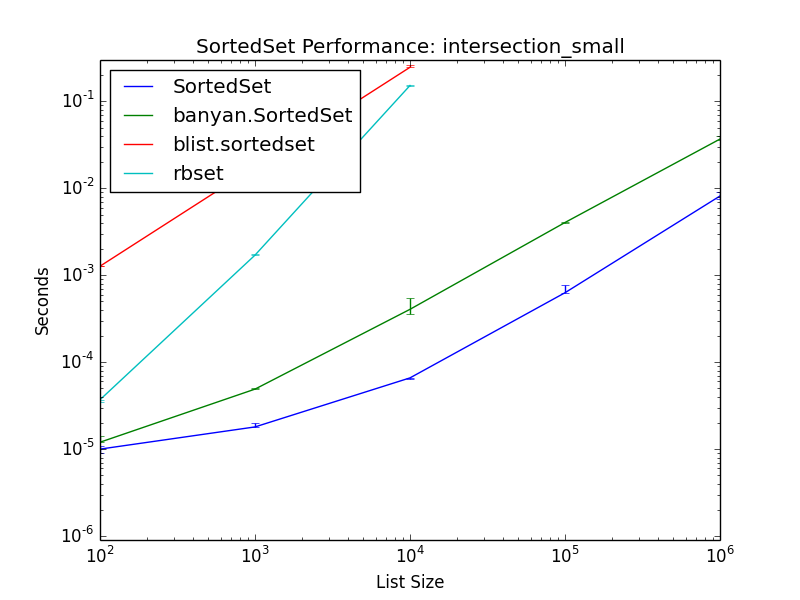 SortedSet Performance: intersection_small
SortedSet
banyan.SortedSet
blist.sortedset
rbset
10^-1
10^-2
10^-3
10^-4
10^-5
10^-6
Seconds
10^2 10^3 10^4 10^5 10^6
List Size